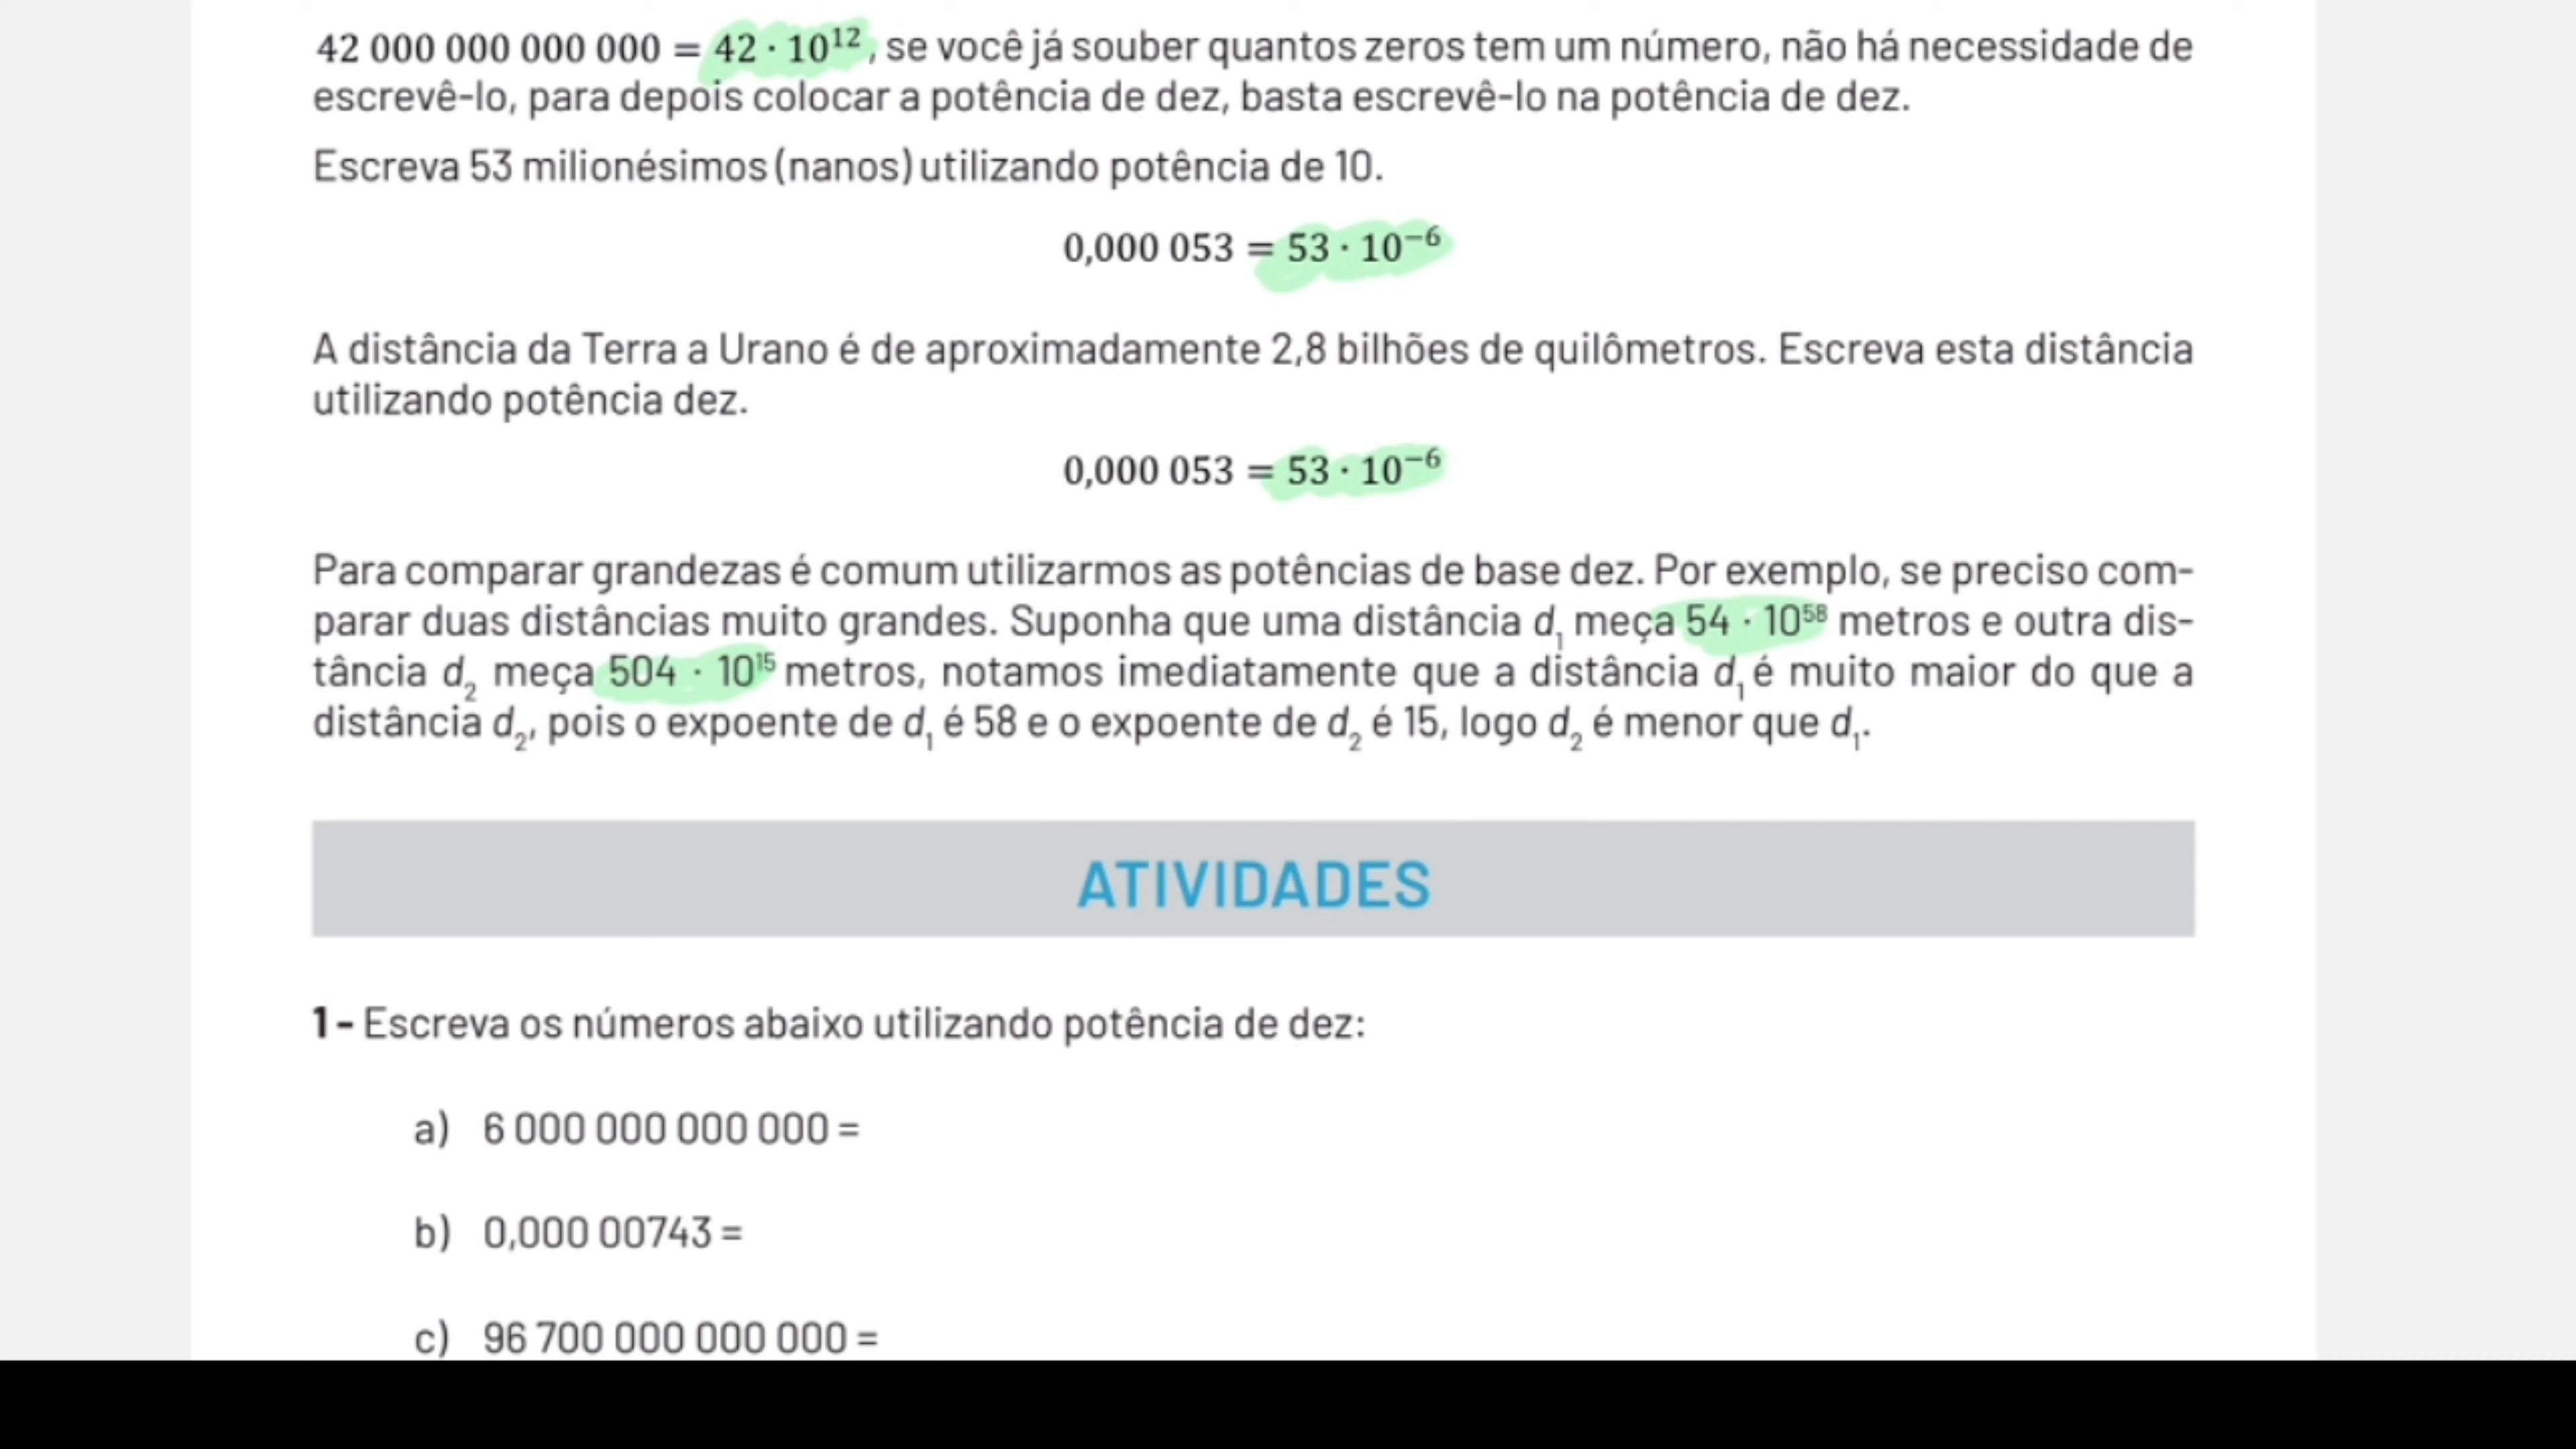 42 000 000 000 000 = 42 · 10¹², se você já souber quantos zeros tem um número, não há necessidade de
escrevê-lo, para depois colocar a potência de dez, basta escrevê-lo na potência de dez.
Escreva 53 milionésimos (nanos) utilizando potência de 10.
0,000 053 = 53 · 10⁻⁶
A distância da Terra a Urano é de aproximadamente 2,8 bilhões de quilômetros. Escreva esta distância
utilizando potência dez.
0,000 053 = 53 · 10⁻⁶
Para comparar grandezas é comum utilizarmos as potências de base dez. Por exemplo, se preciso com-
parar duas distâncias muito grandes. Suponha que uma distância d₁ meça 54 · 10⁵⁸ metros e outra dis-
tância d₂ meça 504 · 10¹⁵ metros, notamos imediatamente que a distância d₁ é muito maior do que a
distância d₂, pois o expoente de d₁ é 58 e o expoente de d₂ é 15, logo d₂ é menor que d₁.
ATIVIDADES
1 - Escreva os números abaixo utilizando potência de dez:
a) 6 000 000 000 000 =
b) 0,000 00743 =
c) 96 700 000 000 000 =